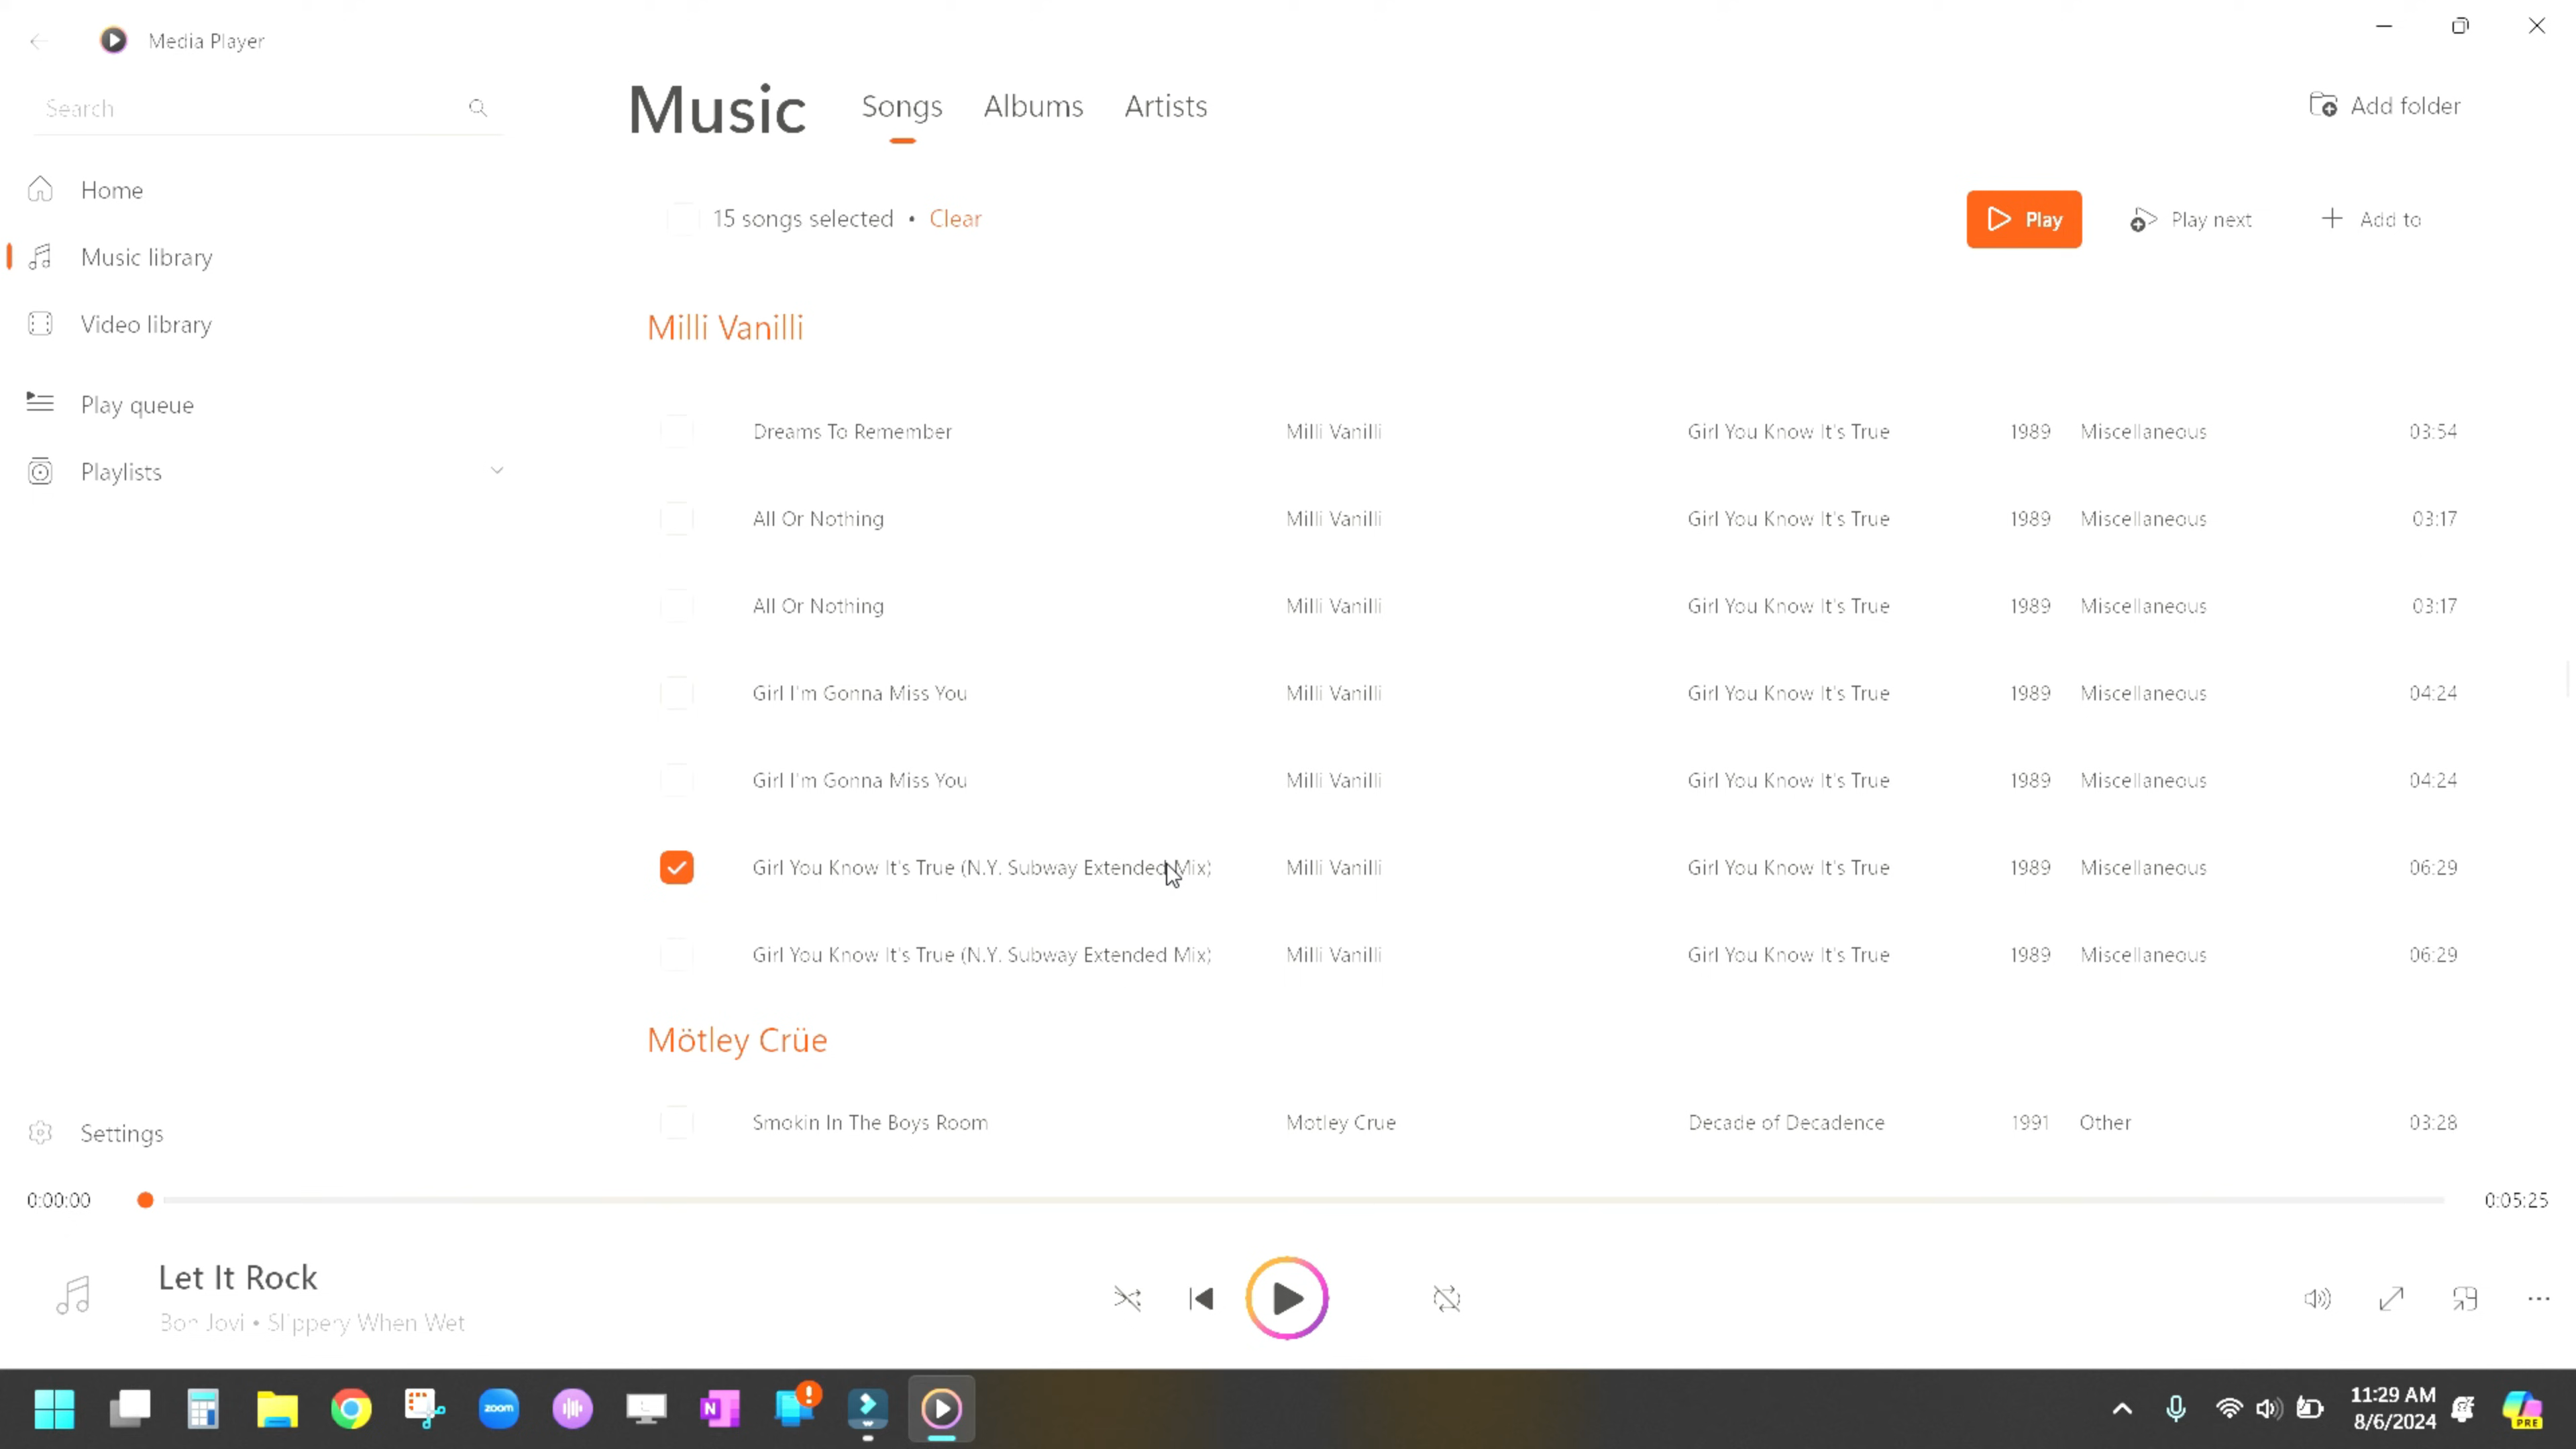 Media Player
Search
Music Songs Albums Artists
Add folder
Home
Music library
Video library
Play queue
Playlists
15 songs selected • Clear
Play Play next Add to
Milli Vanilli
Dreams To Remember Milli Vanilli Girl You Know It's True 1989 Miscellaneous 03:54
All Or Nothing Milli Vanilli Girl You Know It's True 1989 Miscellaneous 03:17
All Or Nothing Milli Vanilli Girl You Know It's True 1989 Miscellaneous 03:17
Girl I'm Gonna Miss You Milli Vanilli Girl You Know It's True 1989 Miscellaneous 04:24
Girl I'm Gonna Miss You Milli Vanilli Girl You Know It's True 1989 Miscellaneous 04:24
Girl You Know It's True (N.Y. Subway Extended Mix) Milli Vanilli Girl You Know It's True 1989 Miscellaneous 06:29
Girl You Know It's True (N.Y. Subway Extended Mix) Milli Vanilli Girl You Know It's True 1989 Miscellaneous 06:29
Mötley Crüe
Smokin In The Boys Room Motley Crue Decade of Decadence 1991 Other 03:28
Settings
0:00:00 0:05:25
Let It Rock
Bon Jovi • Slippery When Wet
zoom
N
11:29 AM
8/6/2024
PRE